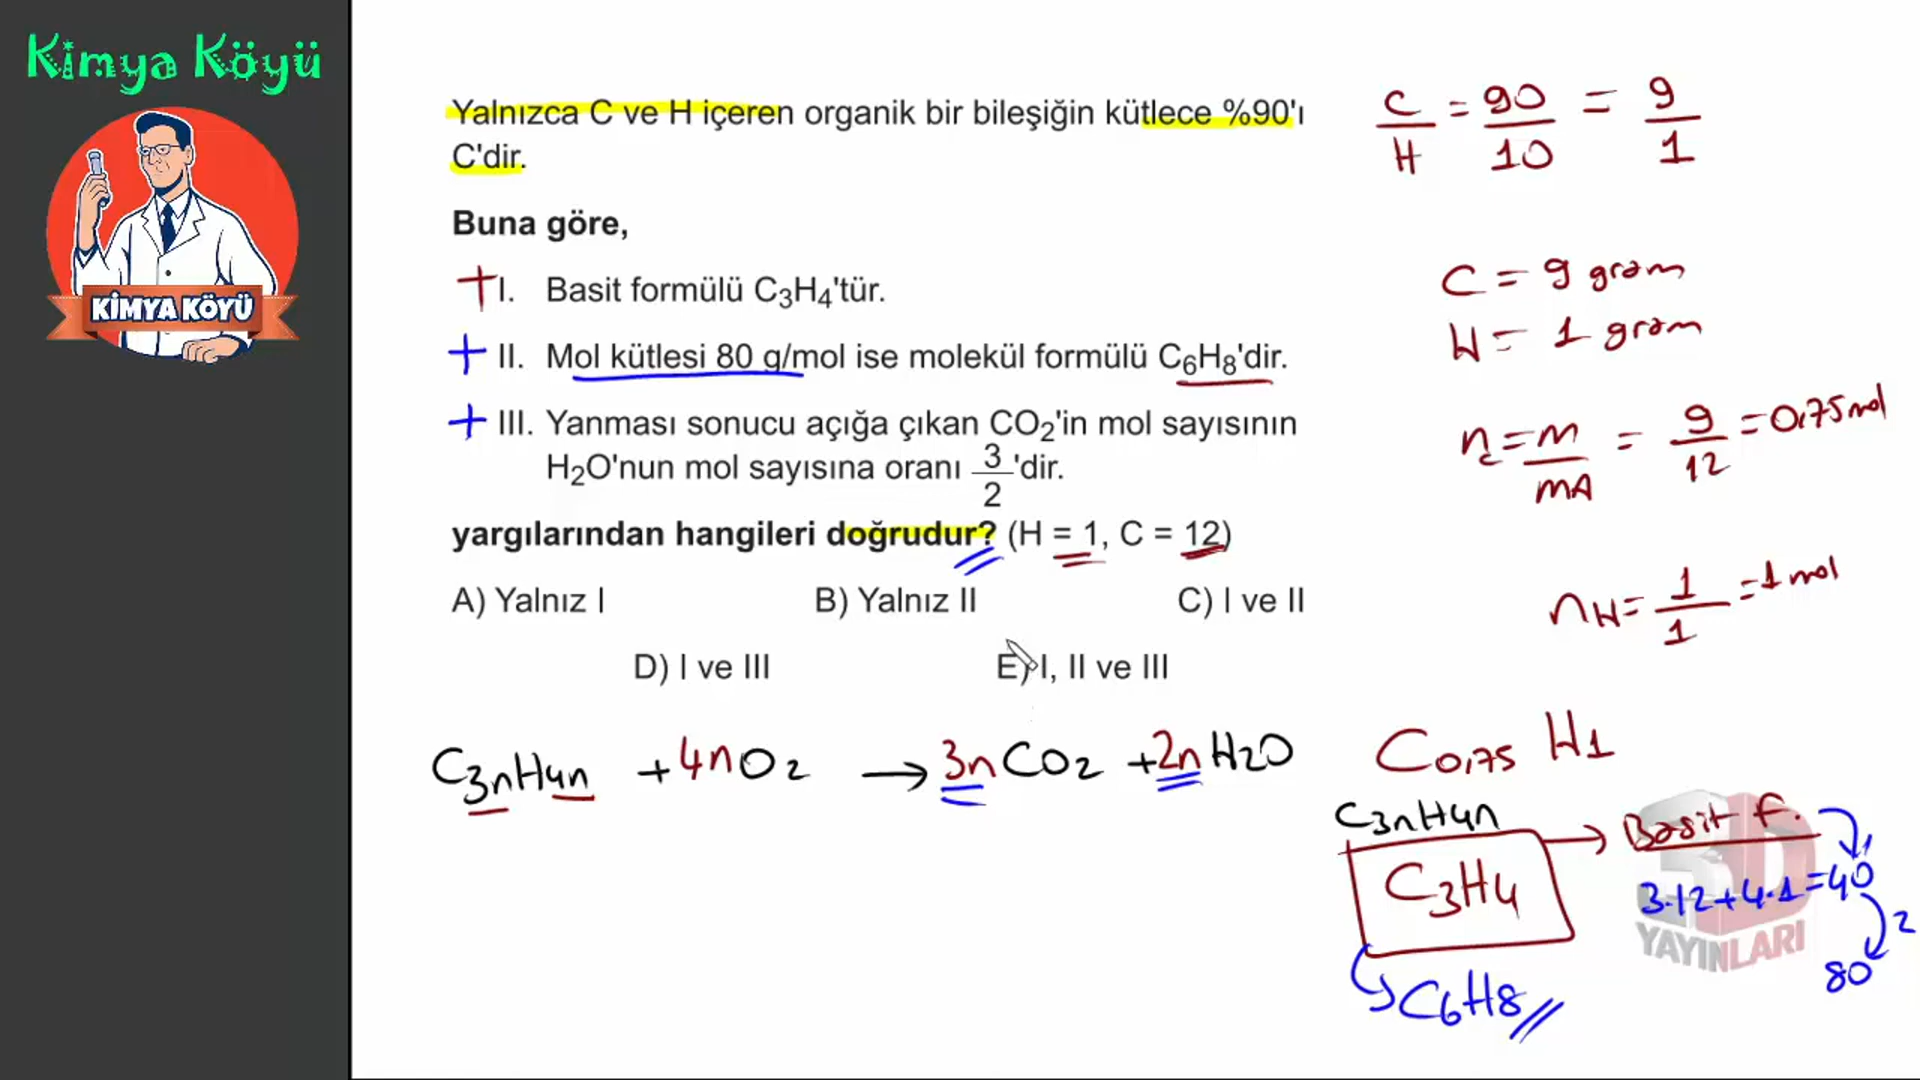 Kimya Köyü
KİMYA KÖYÜ
Yalnızca C ve H içeren organik bir bileşiğin kütlece %90'ı
C'dir.
Buna göre,
+ I. Basit formülü C₃H₄'tür.
+ II. Mol kütlesi 80 g/mol ise molekül formülü C₆H₈'dir.
+ III. Yanması sonucu açığa çıkan CO₂'in mol sayısının
H₂O'nun mol sayısına oranı 3/2'dir.
yargılarından hangileri doğrudur? (H = 1, C = 12)
A) Yalnız I B) Yalnız II C) I ve II
D) I ve III E) I, II ve III
C3nH4n + 4nO2 → 3nCO2 + 2nH2O
C/H = 90/10 = 9/1
C = 9 gram
H = 1 gram
nc = m/mA = 9/12 = 0,75mol
nH = 1/1 = 1 mol
C0,75 H1
C3nH4n
C3H4 → Basit f.
3.12+4.1=40
2
80
C6H8
3D
YAYINLARI